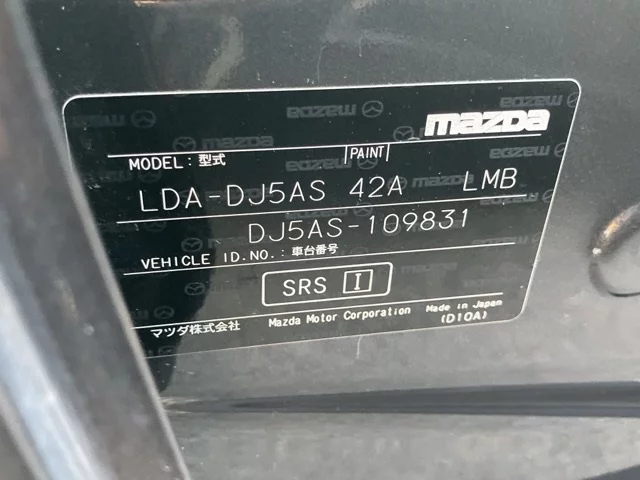 mazda
MODEL:型式 PAINT
LDA-DJ5AS 42A LMB
DJ5AS-109831
VEHICLE ID.NO.:車台番号
SRS I
マツダ株式会社 Mazda Motor Corporation Made in Japan
(D10A)